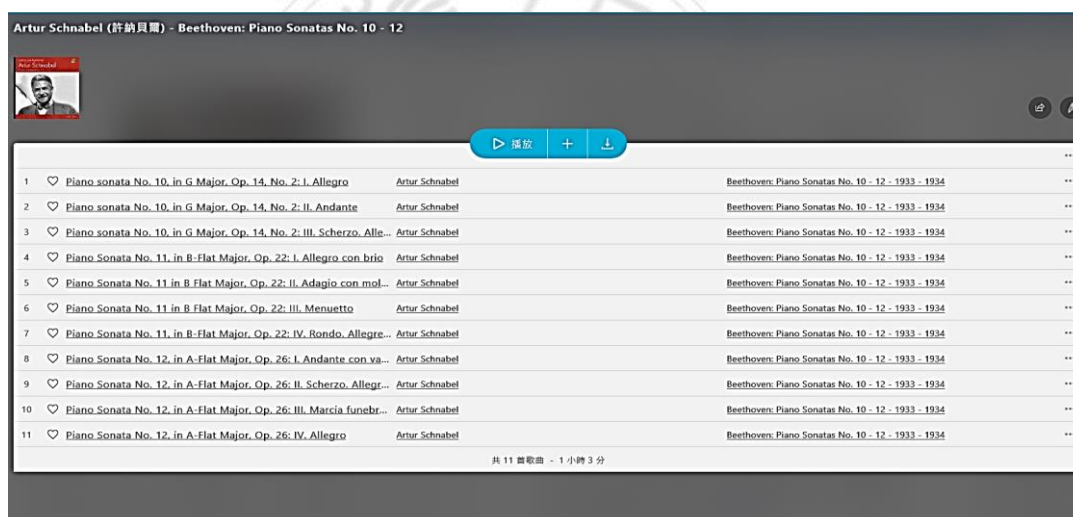 Artur Schnabel (許納貝爾) - Beethoven: Piano Sonatas No. 10 - 12
Artur Schnabel
播放
1 Piano sonata No. 10, in G Major, Op. 14, No. 2: I. Allegro Artur Schnabel Beethoven: Piano Sonatas No. 10 - 12 - 1933 - 1934
2 Piano sonata No. 10, in G Major, Op. 14, No. 2: II. Andante Artur Schnabel Beethoven: Piano Sonatas No. 10 - 12 - 1933 - 1934
3 Piano sonata No. 10, in G Major, Op. 14, No. 2: III. Scherzo. Alle... Artur Schnabel Beethoven: Piano Sonatas No. 10 - 12 - 1933 - 1934
4 Piano Sonata No. 11, in B-Flat Major, Op. 22: I. Allegro con brio Artur Schnabel Beethoven: Piano Sonatas No. 10 - 12 - 1933 - 1934
5 Piano Sonata No. 11 in B Flat Major, Op. 22: II. Adagio con mol... Artur Schnabel Beethoven: Piano Sonatas No. 10 - 12 - 1933 - 1934
6 Piano Sonata No. 11 in B Flat Major, Op. 22: III. Menuetto Artur Schnabel Beethoven: Piano Sonatas No. 10 - 12 - 1933 - 1934
7 Piano Sonata No. 11, in B-Flat Major, Op. 22: IV. Rondo. Allegre... Artur Schnabel Beethoven: Piano Sonatas No. 10 - 12 - 1933 - 1934
8 Piano Sonata No. 12, in A-Flat Major, Op. 26: I. Andante con va... Artur Schnabel Beethoven: Piano Sonatas No. 10 - 12 - 1933 - 1934
9 Piano Sonata No. 12, in A-Flat Major, Op. 26: II. Scherzo. Allegr... Artur Schnabel Beethoven: Piano Sonatas No. 10 - 12 - 1933 - 1934
10 Piano Sonata No. 12, in A-Flat Major, Op. 26: III. Marcia funebr... Artur Schnabel Beethoven: Piano Sonatas No. 10 - 12 - 1933 - 1934
11 Piano Sonata No. 12, in A-Flat Major, Op. 26: IV. Allegro Artur Schnabel Beethoven: Piano Sonatas No. 10 - 12 - 1933 - 1934
共 11 首歌曲 - 1 小時 3 分